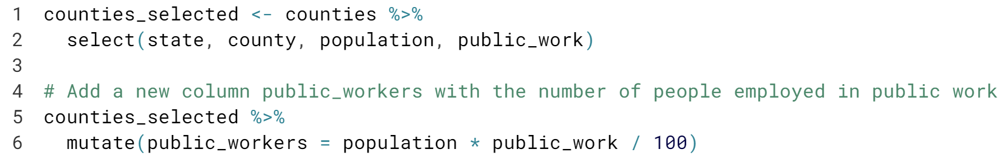 1 counties_selected <- counties %>%
2   select(state, county, population, public_work)
3
4 # Add a new column public_workers with the number of people employed in public work
5 counties_selected %>%
6   mutate(public_workers = population * public_work / 100)